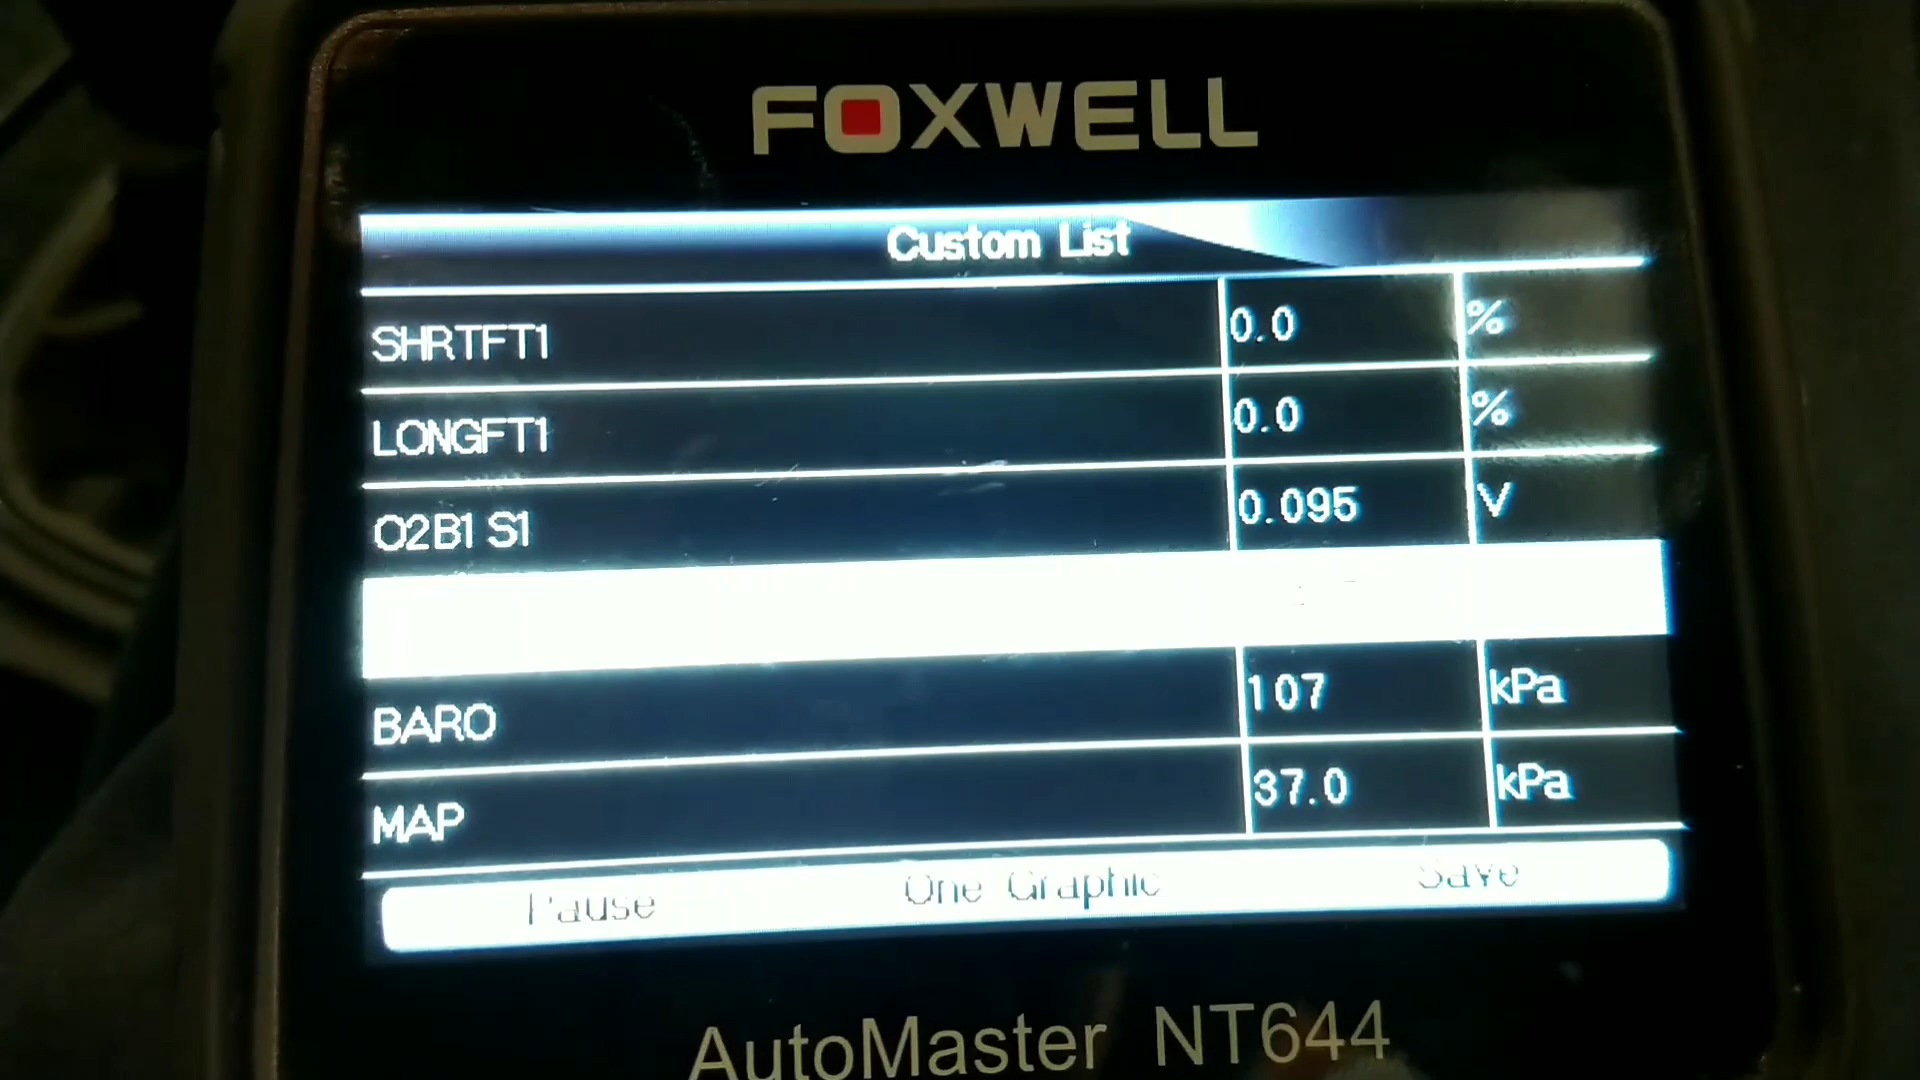 FOXWELL
Custom List
SHRTFT1 0.0 %
LONGFT1 0.0 %
O2B1 S1 0.095 V
BARO 107 kPa
MAP 37.0 kPa
Pause One Graphic Save
AutoMaster NT644